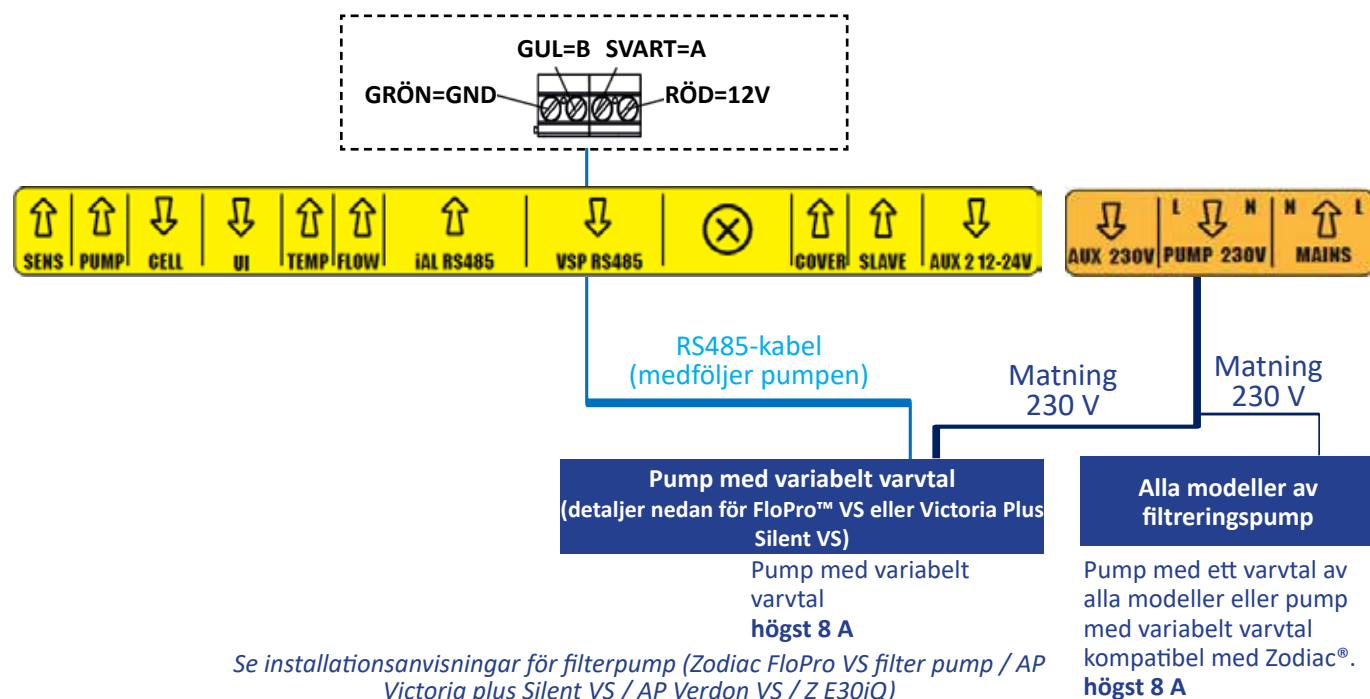 GUL=B SVART=A
GRÖN=GND
RÖD=12V
SENS PUMP CELL UI TEMP FLOW iAL RS485 VSP RS485 COVER SLAVE AUX 2 12-24V
L N N L
AUX 230V PUMP 230V MAINS
RS485-kabel
(medföljer pumpen)
Matning
230 V
Matning
230 V
Pump med variabelt varvtal
(detaljer nedan för FloPro™ VS eller Victoria Plus
Silent VS)
Pump med variabelt
varvtal
högst 8 A
Se installationsanvisningar för filterpump (Zodiac FloPro VS filter pump / AP
Victoria plus Silent VS / AP Verdon VS / Z E30iQ)
Alla modeller av
filtreringspump
Pump med ett varvtal av
alla modeller eller pump
med variabelt varvtal
kompatibel med Zodiac®.
högst 8 A